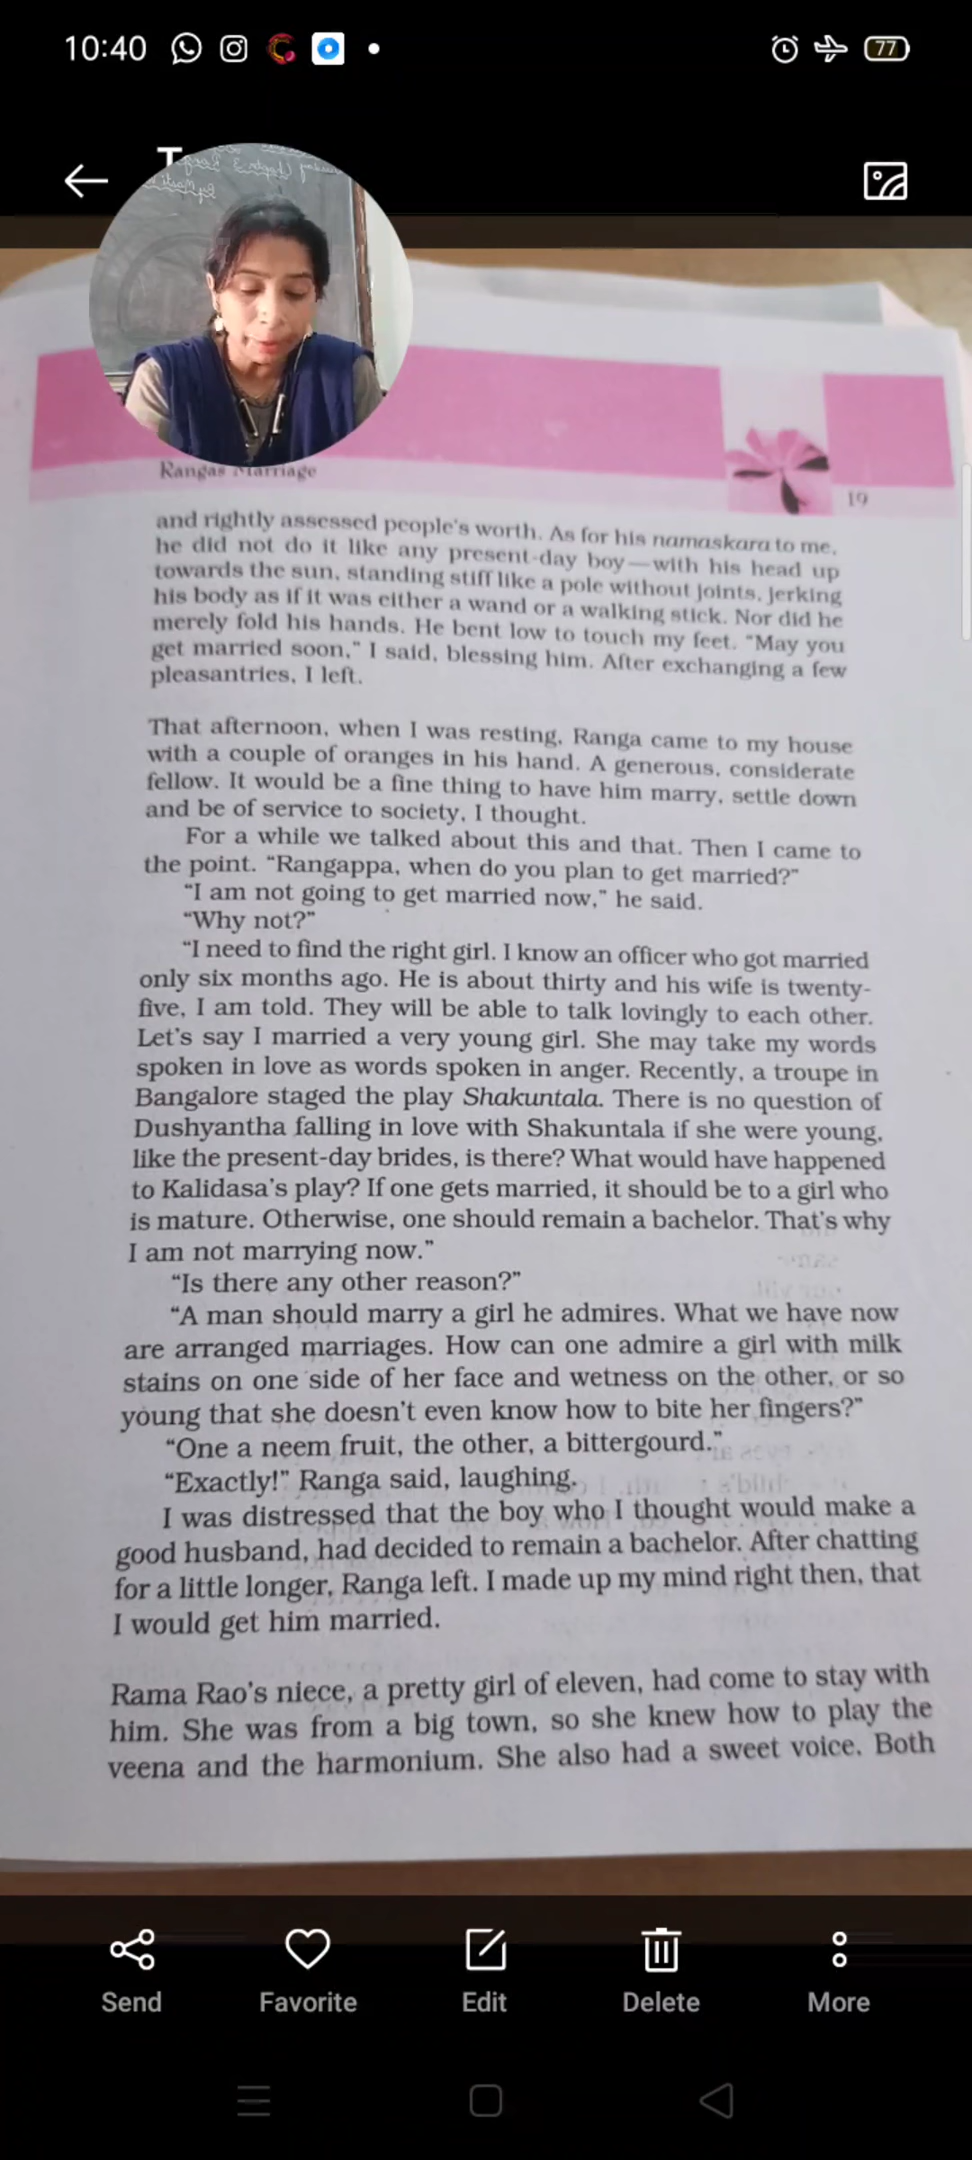 10:40
77
T
Rangas Marriage
19
and rightly assessed people's worth. As for his namaskara to me,
he did not do it like any present-day boy—with his head up
towards the sun, standing stiff like a pole without joints, jerking
his body as if it was either a wand or a walking stick. Nor did he
merely fold his hands. He bent low to touch my feet. “May you
get married soon,” I said, blessing him. After exchanging a few
pleasantries, I left.
That afternoon, when I was resting, Ranga came to my house
with a couple of oranges in his hand. A generous, considerate
fellow. It would be a fine thing to have him marry, settle down
and be of service to society, I thought.
For a while we talked about this and that. Then I came to
the point. “Rangappa, when do you plan to get married?”
“I am not going to get married now,” he said.
“Why not?”
“I need to find the right girl. I know an officer who got married
only six months ago. He is about thirty and his wife is twenty-
five, I am told. They will be able to talk lovingly to each other.
Let's say I married a very young girl. She may take my words
spoken in love as words spoken in anger. Recently, a troupe in
Bangalore staged the play Shakuntala. There is no question of
Dushyantha falling in love with Shakuntala if she were young,
like the present-day brides, is there? What would have happened
to Kalidasa's play? If one gets married, it should be to a girl who
is mature. Otherwise, one should remain a bachelor. That's why
I am not marrying now.”
“Is there any other reason?”
“A man should marry a girl he admires. What we have now
are arranged marriages. How can one admire a girl with milk
stains on one side of her face and wetness on the other, or so
young that she doesn't even know how to bite her fingers?”
“One a neem fruit, the other, a bittergourd.”
“Exactly!” Ranga said, laughing.
I was distressed that the boy who I thought would make a
good husband, had decided to remain a bachelor. After chatting
for a little longer, Ranga left. I made up my mind right then, that
I would get him married.
Rama Rao's niece, a pretty girl of eleven, had come to stay with
him. She was from a big town, so she knew how to play the
veena and the harmonium. She also had a sweet voice. Both
Send
Favorite
Edit
Delete
More